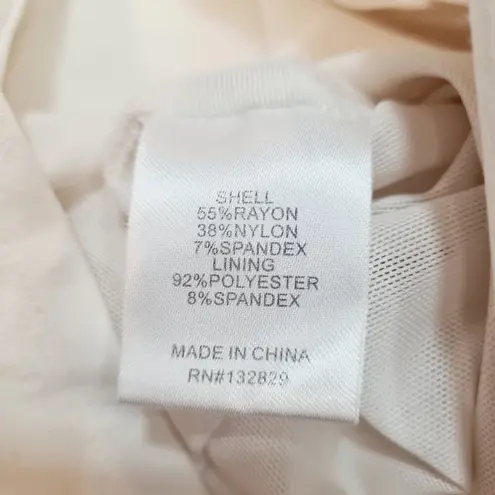 SHELL
55%RAYON
38%NYLON
7%SPANDEX
LINING
92%POLYESTER
8%SPANDEX
MADE IN CHINA
RN#132829